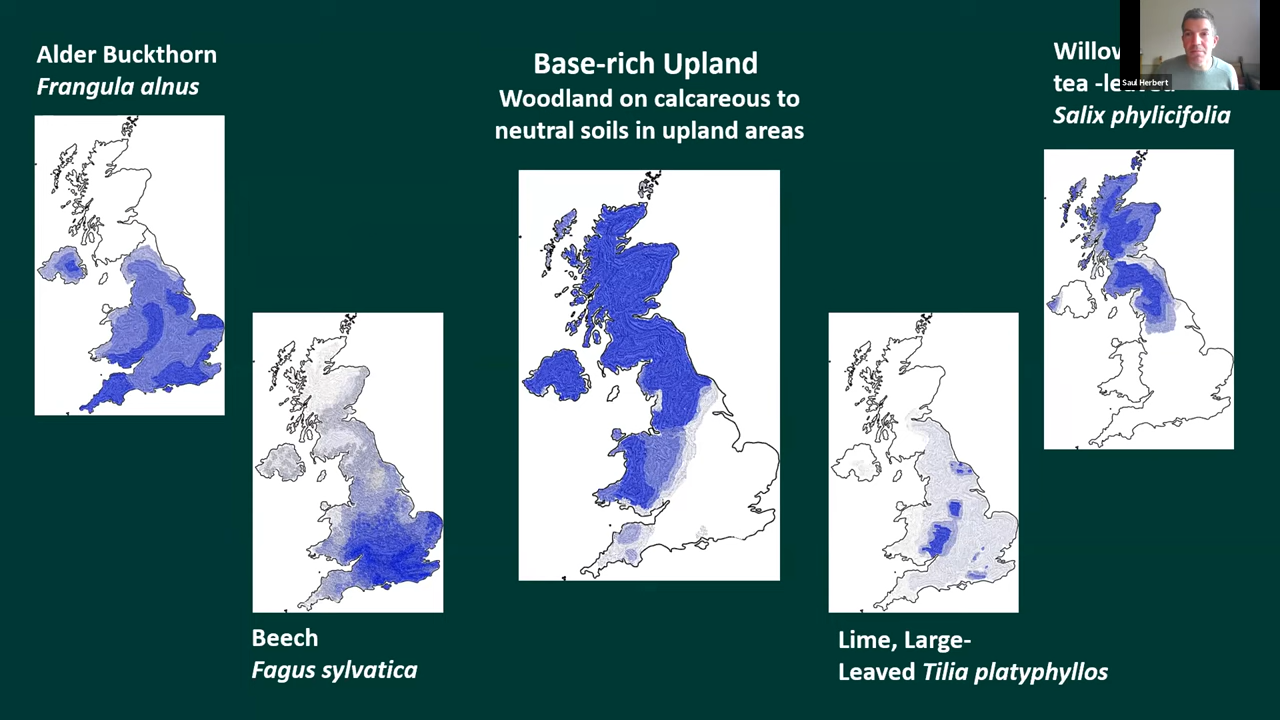 Alder Buckthorn
Frangula alnus
Base-rich Upland
Woodland on calcareous to
neutral soils in upland areas
Saul Herbert
tea
Salix phylicifolia
Beech
Fagus sylvatica
Lime, Large-
Leaved Tilia platyphyllos